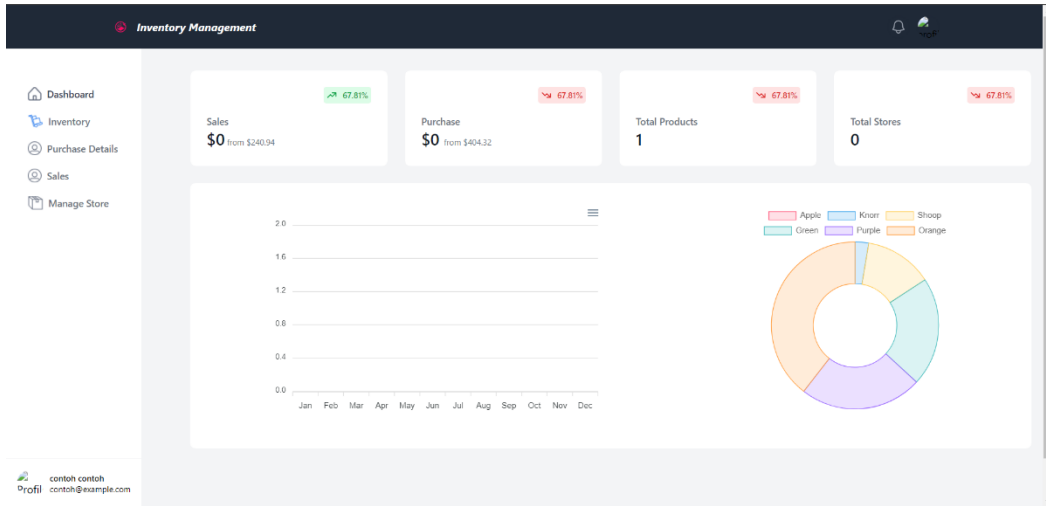 Inventory Management
Profil
Dashboard
Inventory
Purchase Details
Sales
Manage Store
67.81%
Sales
$0 from $240.94
67.81%
Purchase
$0 from $404.32
67.81%
Total Products
1
67.81%
Total Stores
0
2.0
1.6
1.2
0.8
0.4
0.0
Jan Feb Mar Apr May Jun Jul Aug Sep Oct Nov Dec
Apple Knorr Shoop
Green Purple Orange
Profil
contoh contoh
contoh@example.com